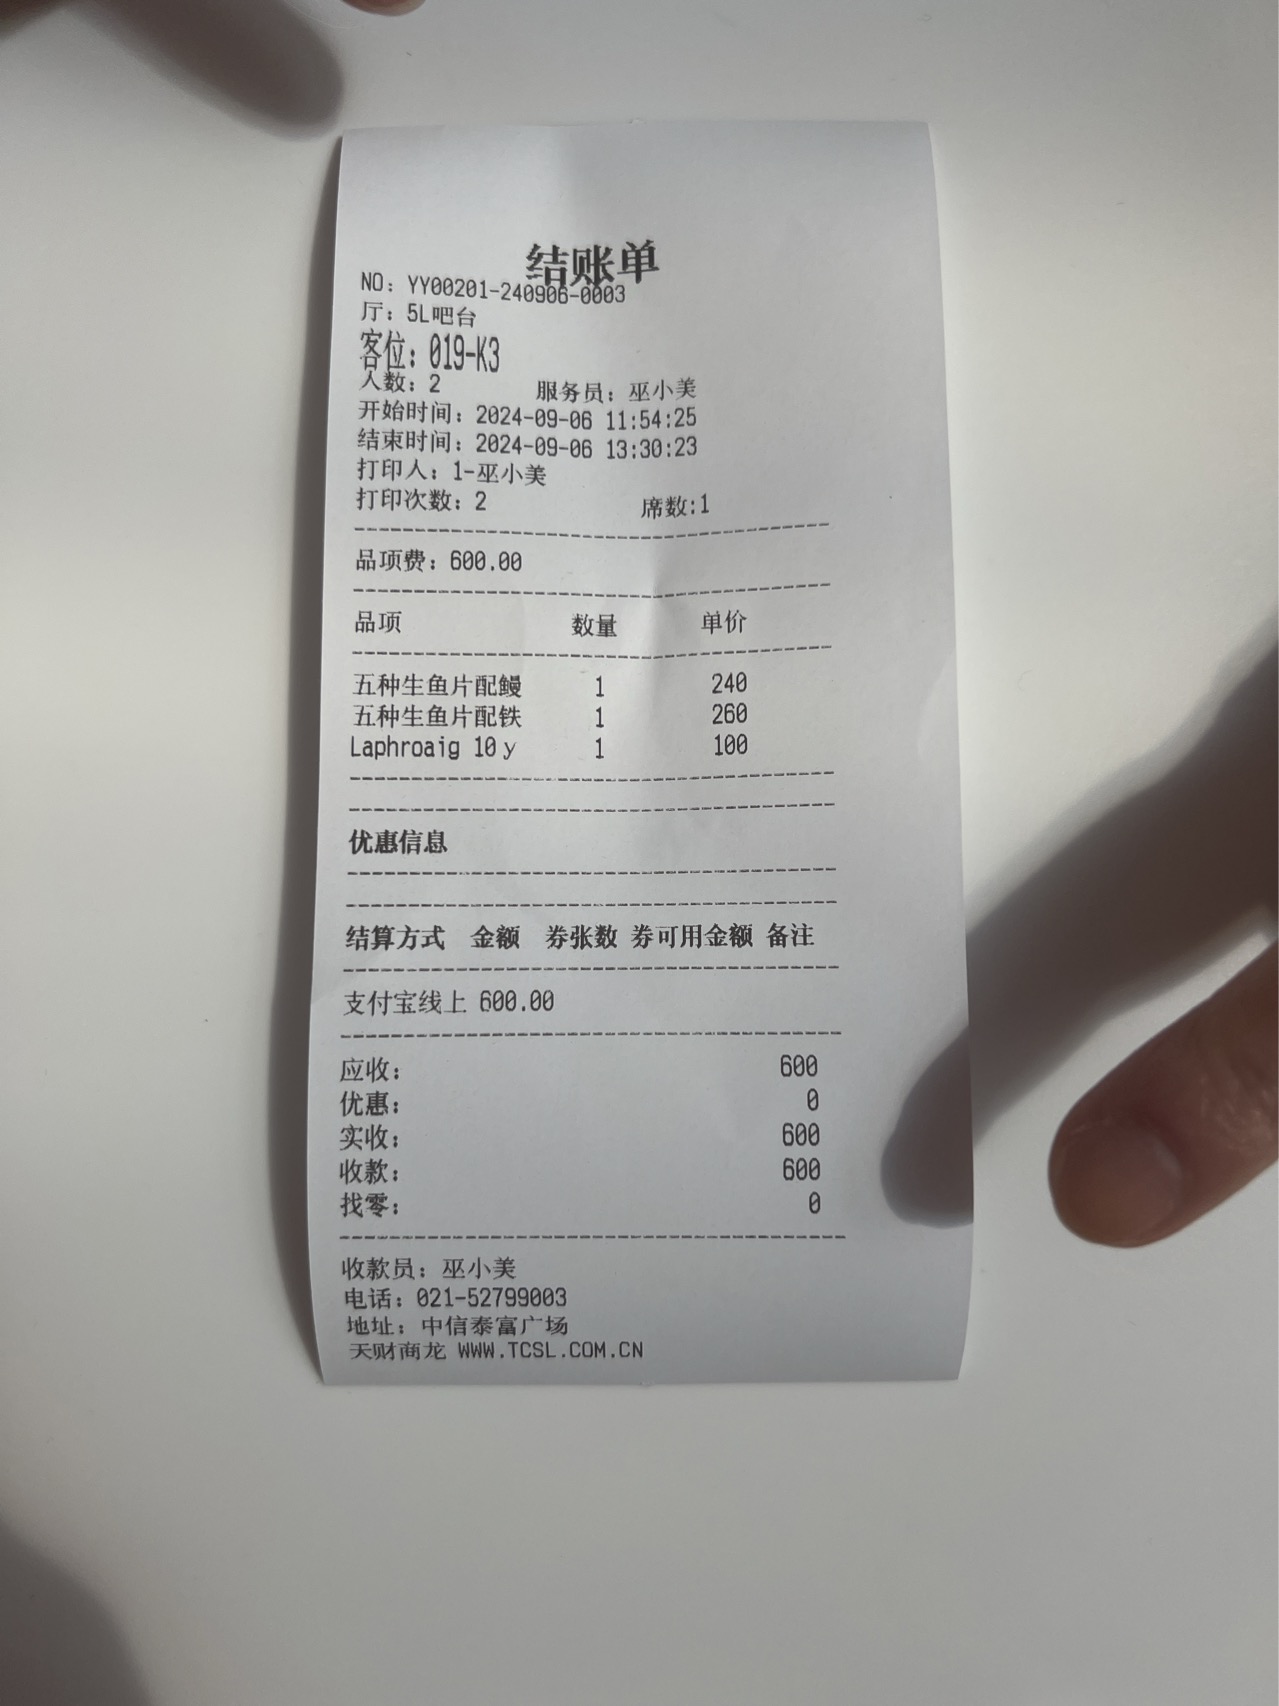 结账单
NO：YY00201-240906-0003
厅：5L吧台
客位：019-K3
人数：2 服务员：巫小美
开始时间：2024-09-06 11:54:25
结束时间：2024-09-06 13:30:23
打印人：1-巫小美
打印次数：2 席数:1
品项费：600.00
品项 数量 单价
五种生鱼片配鳗 1 240
五种生鱼片配铁 1 260
Laphroaig 10 y 1 100
优惠信息
结算方式 金额 券张数 券可用金额 备注
支付宝线上 600.00
应收： 600
优惠： 0
实收： 600
收款： 600
找零： 0
收款员：巫小美
电话：021-52799003
地址：中信泰富广场
天财商龙 WWW.TCSL.COM.CN